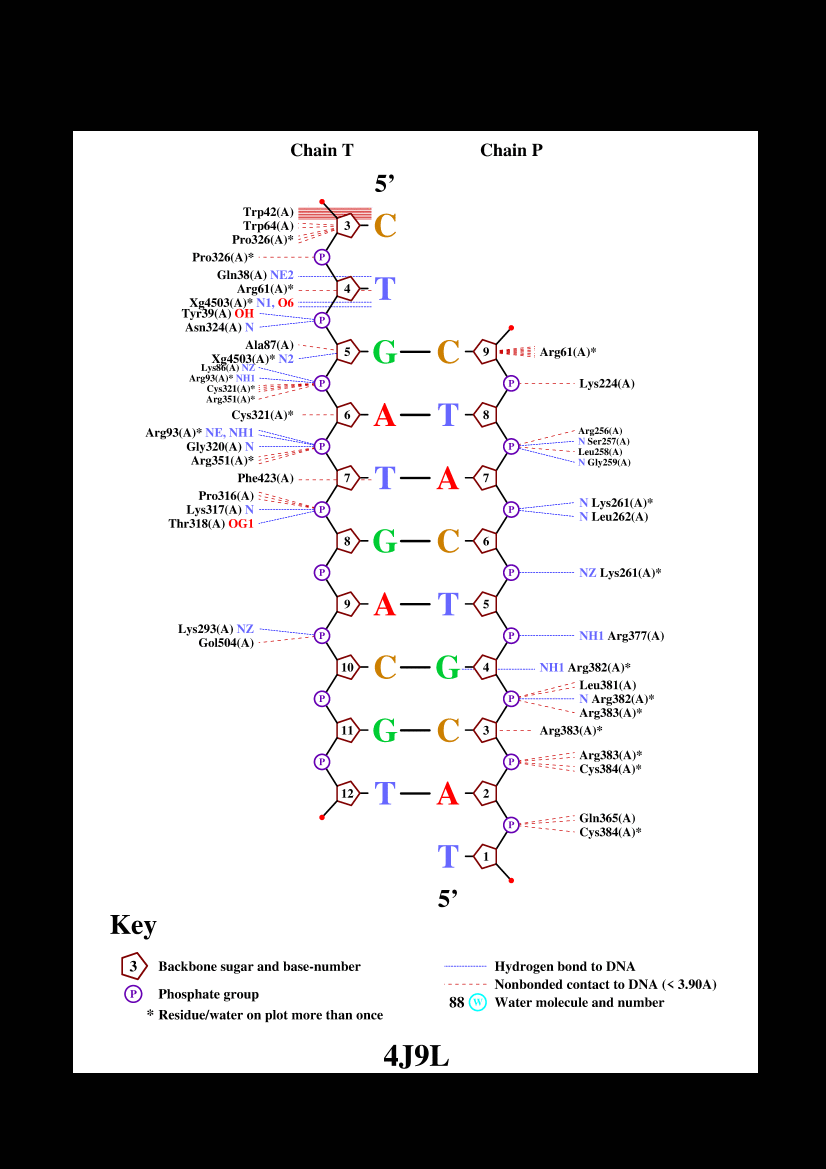 Chain T Chain P
5’
Trp42(A)
Trp64(A) 3 C
Pro326(A)*
Pro326(A)* P
Gln38(A) NE2
Arg61(A)* 4 T
Xg4503(A)* N1, O6
Tyr39(A) OH P
Asn324(A) N
Ala87(A) 5 G C 9 Arg61(A)*
Xg4503(A)* N2
Lys86(A) NZ
Arg93(A)* NH1 P P Lys224(A)
Cys321(A)*
Arg351(A)*
Cys321(A)* 6 A T 8
Arg256(A)
Arg93(A)* NE, NH1 N Ser257(A)
Gly320(A) N P P Leu258(A)
Arg351(A)* N Gly259(A)
Phe423(A) 7 T A 7
Pro316(A) N Lys261(A)*
Lys317(A) N P P N Leu262(A)
Thr318(A) OG1
8 G C 6
P P NZ Lys261(A)*
9 A T 5
Lys293(A) NZ P P NH1 Arg377(A)
Gol504(A)
10 C G 4 NH1 Arg382(A)*
Leu381(A)
P P N Arg382(A)*
Arg383(A)*
11 G C 3 Arg383(A)*
P P Arg383(A)*
Cys384(A)*
12 T A 2
P Gln365(A)
Cys384(A)*
T 1
5’
Key
3 Backbone sugar and base-number Hydrogen bond to DNA
Nonbonded contact to DNA (< 3.90A)
P Phosphate group 88 W Water molecule and number
* Residue/water on plot more than once
4J9L